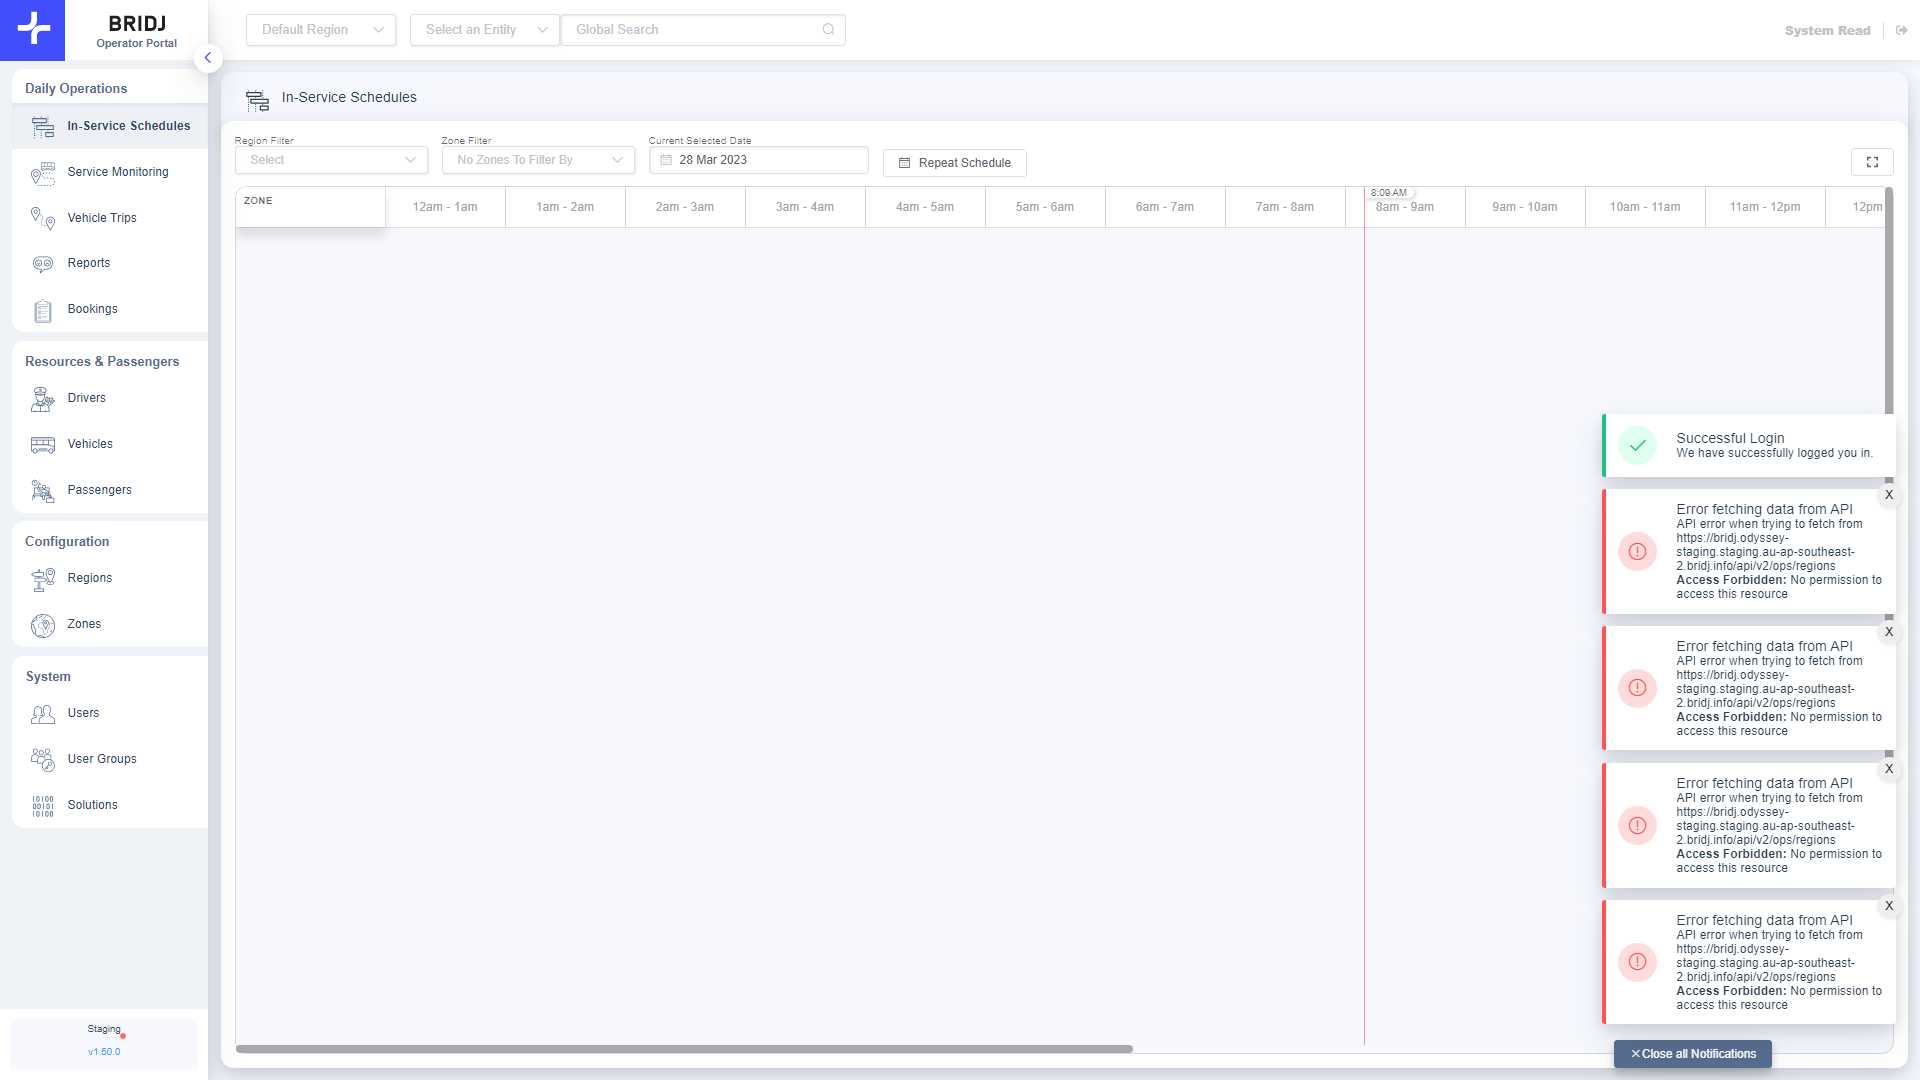 BRIDJ
Operator Portal
Default Region
Select an Entity
Global Search
System Read
Daily Operations
In-Service Schedules
Service Monitoring
Vehicle Trips
Reports
Bookings
Resources & Passengers
Drivers
Vehicles
Passengers
Configuration
Regions
Zones
System
Users
User Groups
10100
00101
10100
Solutions
Staging
v1.50.0
In-Service Schedules
Region Filter
Select
Zone Filter
No Zones To Filter By
Current Selected Date
28 Mar 2023
Repeat Schedule
ZONE
12am - 1am
1am - 2am
2am - 3am
3am - 4am
4am - 5am
5am - 6am
6am - 7am
7am - 8am
8:09 AM
8am - 9am
9am - 10am
10am - 11am
11am - 12pm
12pm
Successful Login
We have successfully logged you in.
X
Error fetching data from API
API error when trying to fetch from
https://bridj.odyssey-
staging.staging.au-ap-southeast-
2.bridj.info/api/v2/ops/regions
Access Forbidden: No permission to
access this resource
X
Error fetching data from API
API error when trying to fetch from
https://bridj.odyssey-
staging.staging.au-ap-southeast-
2.bridj.info/api/v2/ops/regions
Access Forbidden: No permission to
access this resource
X
Error fetching data from API
API error when trying to fetch from
https://bridj.odyssey-
staging.staging.au-ap-southeast-
2.bridj.info/api/v2/ops/regions
Access Forbidden: No permission to
access this resource
X
Error fetching data from API
API error when trying to fetch from
https://bridj.odyssey-
staging.staging.au-ap-southeast-
2.bridj.info/api/v2/ops/regions
Access Forbidden: No permission to
access this resource
Close all Notifications